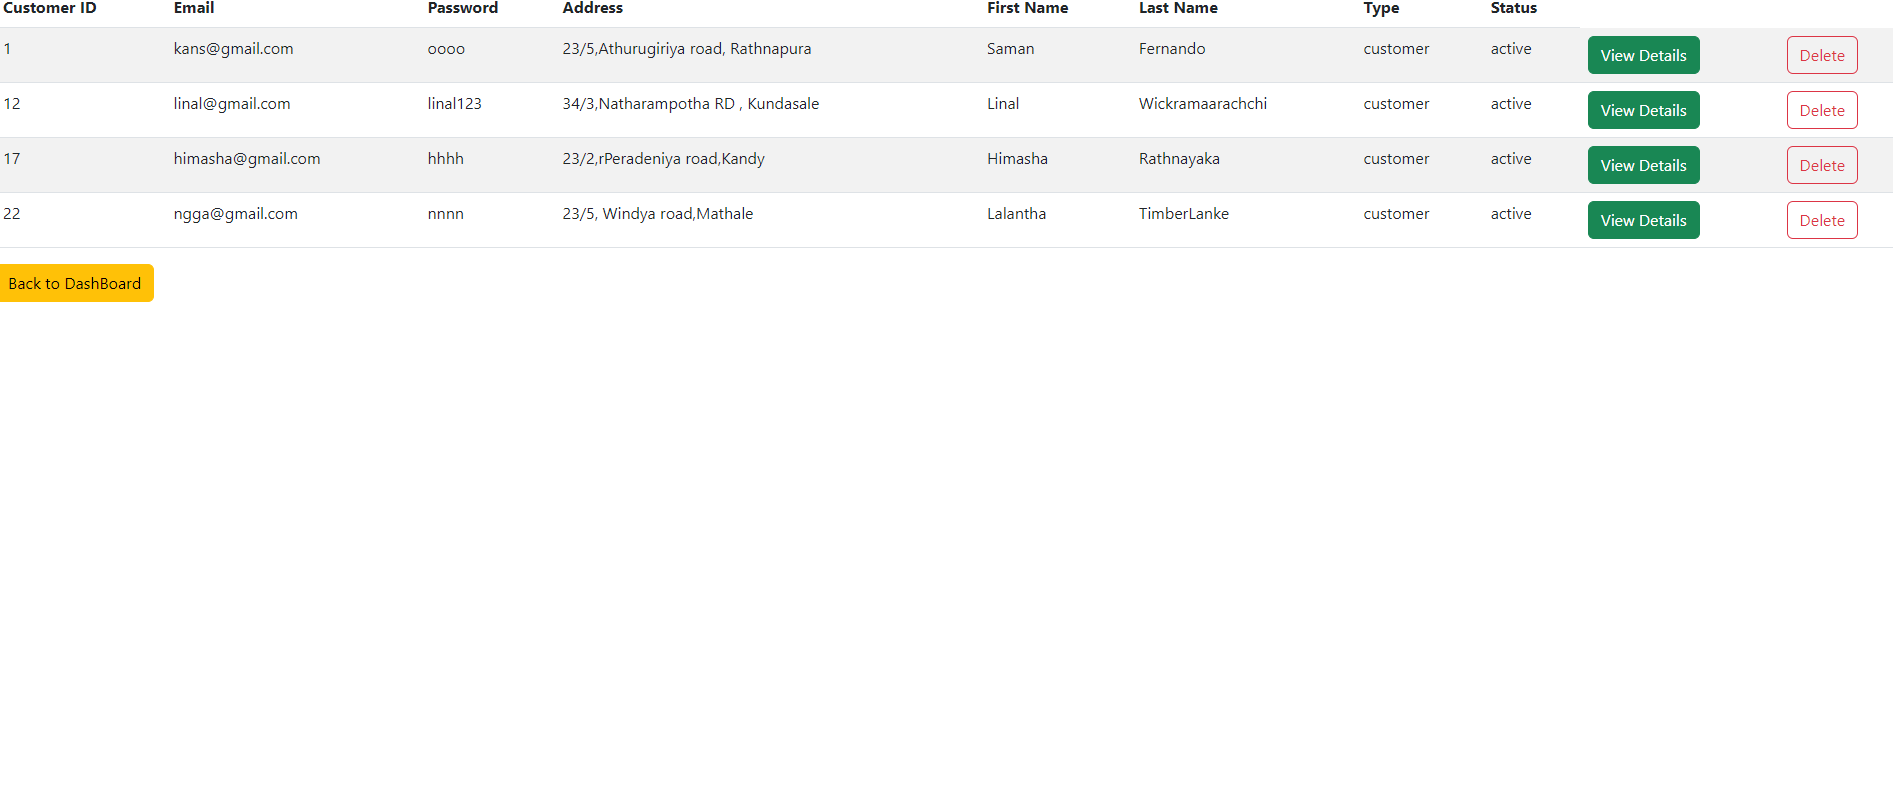 Customer ID Email Password Address First Name Last Name Type Status
1 kans@gmail.com oooo 23/5,Athurugiriya road, Rathnapura Saman Fernando customer active View Details Delete
12 linal@gmail.com linal123 34/3,Natharampotha RD , Kundasale Linal Wickramaarachchi customer active View Details Delete
17 himasha@gmail.com hhhh 23/2,rPeradeniya road,Kandy Himasha Rathnayaka customer active View Details Delete
22 ngga@gmail.com nnnn 23/5, Windya road,Mathale Lalantha TimberLanke customer active View Details Delete
Back to DashBoard